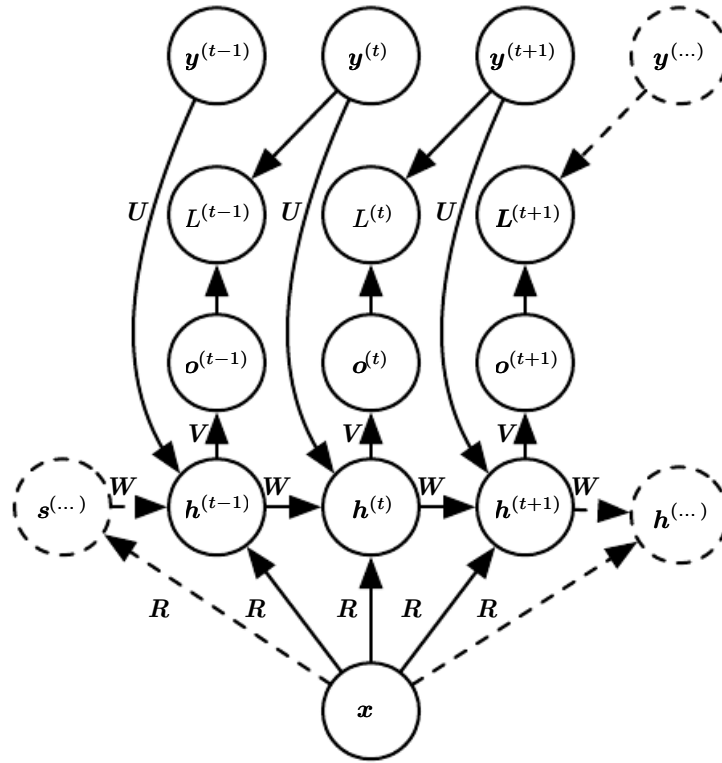 y^(t−1) y^(t) y^(t+1) y^(...)
U L^(t−1) U L^(t) U L^(t+1)
o^(t−1) o^(t) o^(t+1)
V V V
W W W W
s^(...) h^(t−1) h^(t) h^(t+1) h^(...)
R R R R R
x